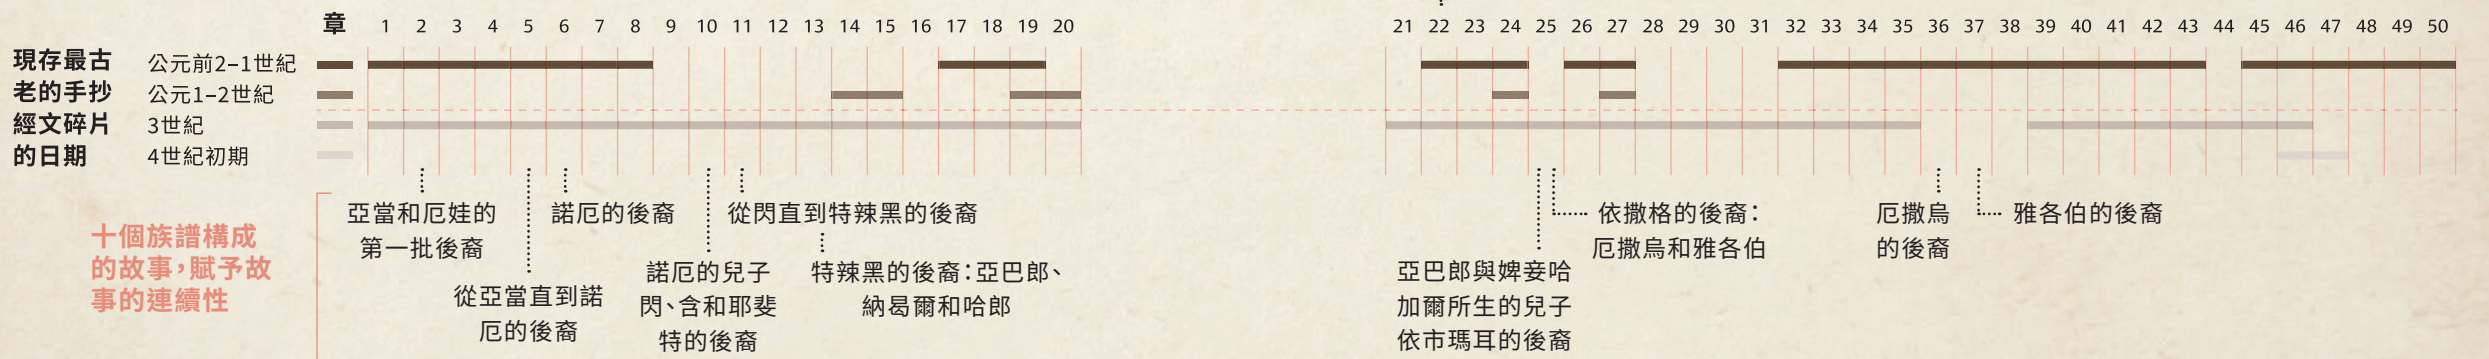 章 1 2 3 4 5 6 7 8 9 10 11 12 13 14 15 16 17 18 19 20 21 22 23 24 25 26 27 28 29 30 31 32 33 34 35 36 37 38 39 40 41 42 43 44 45 46 47 48 49 50
現存最古
老的手抄
經文碎片
的日期
公元前2–1世紀
公元1–2世紀
3世紀
4世紀初期
十個族譜構成
的故事，賦予故
事的連續性
亞當和厄娃的
第一批後裔
從亞當直到諾
厄的後裔
諾厄的後裔
諾厄的兒子
閃、含和耶斐
特的後裔
從閃直到特辣黑的後裔
特辣黑的後裔：亞巴郎、
納曷爾和哈郎
亞巴郎與婢妾哈
加爾所生的兒子
依市瑪耳的後裔
依撒格的後裔：
厄撒烏和雅各伯
厄撒烏
的後裔
雅各伯的後裔